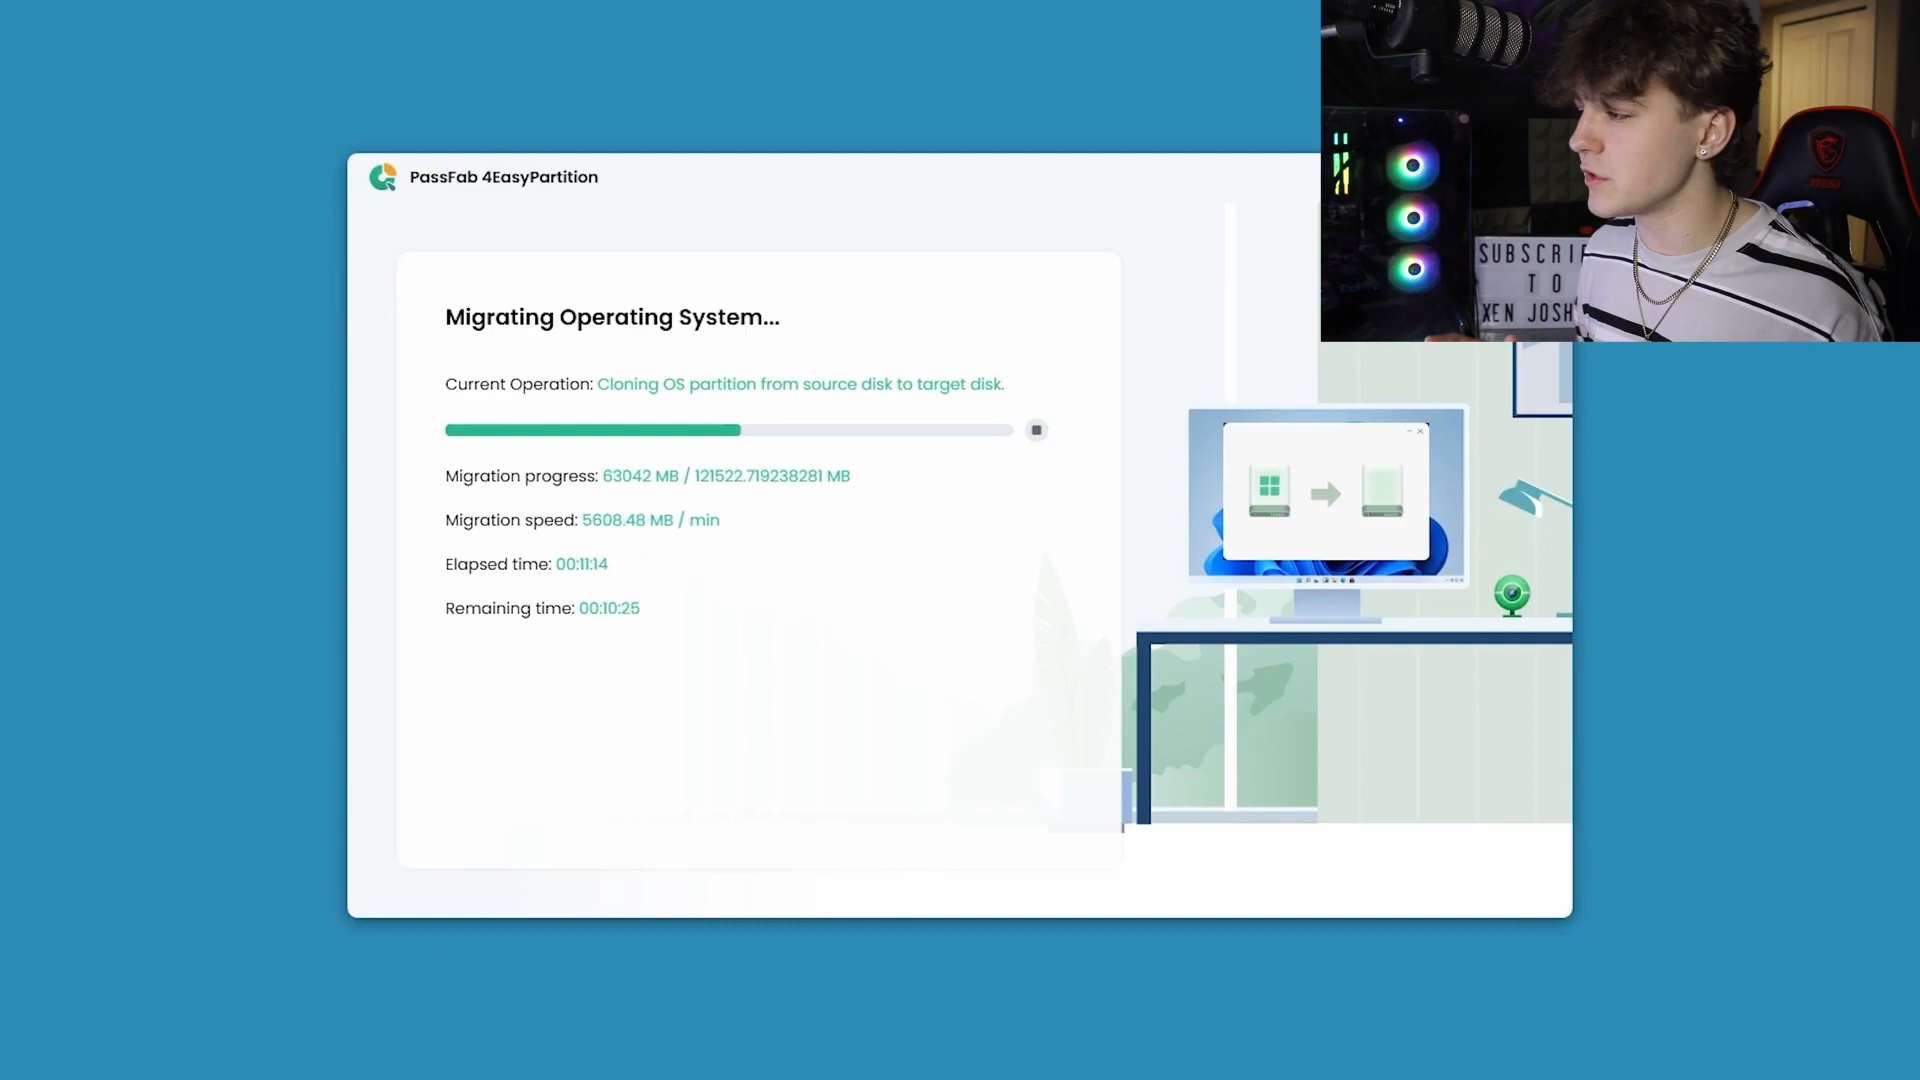 PassFab 4EasyPartition
SUBSCRI
TO
XEN JOSH
Migrating Operating System...
Current Operation: Cloning OS partition from source disk to target disk.
Migration progress: 63042 MB / 121522.719238281 MB
Migration speed: 5608.48 MB / min
Elapsed time: 00:11:14
Remaining time: 00:10:25